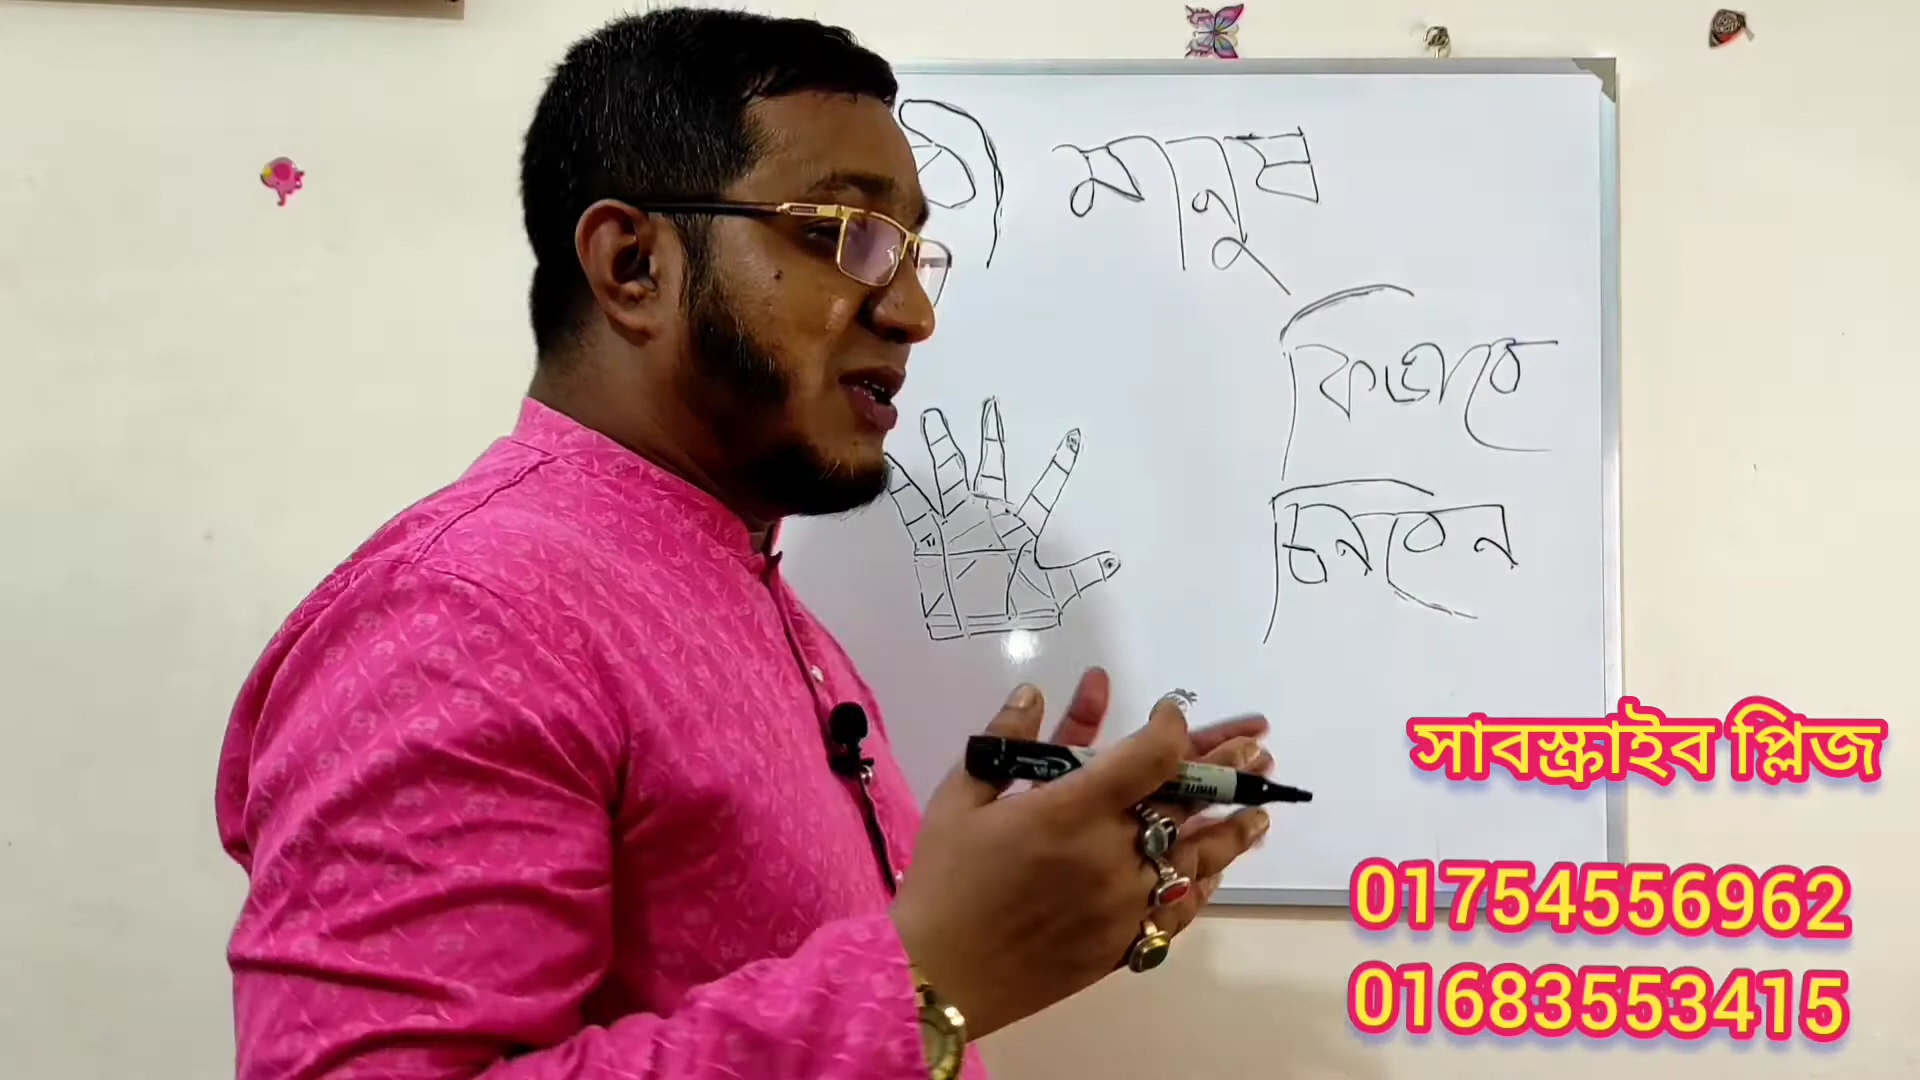 মানুষ
কিভাবে
চিনবেন
সাবস্ক্রাইব প্লিজ
01754556962
01683553415